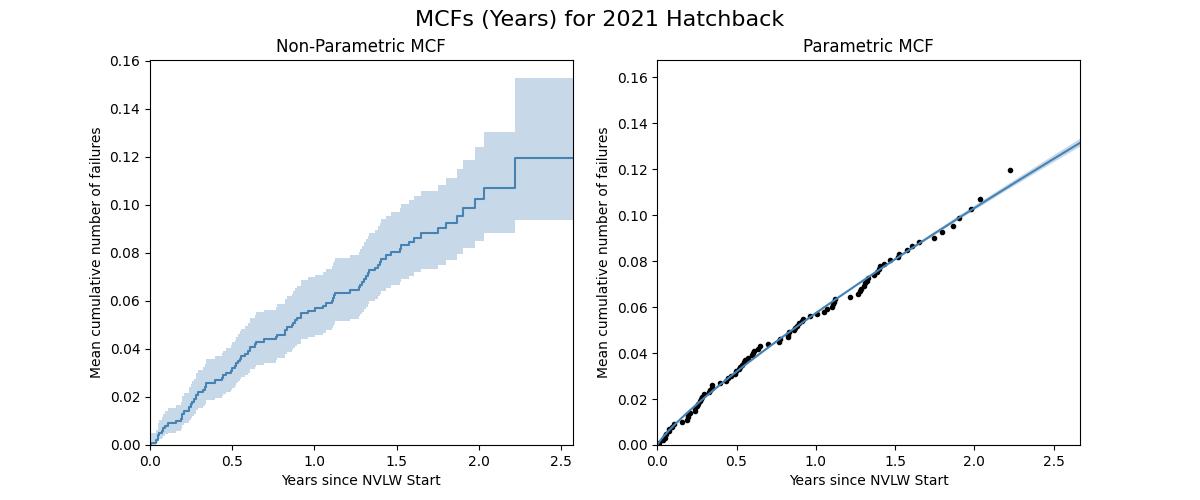 MCFs (Years) for 2021 Hatchback
Non-Parametric MCF
Mean cumulative number of failures
0.16
0.14
0.12
0.10
0.08
0.06
0.04
0.02
0.00
0.0 0.5 1.0 1.5 2.0 2.5
Years since NVLW Start
Parametric MCF
Mean cumulative number of failures
0.16
0.14
0.12
0.10
0.08
0.06
0.04
0.02
0.00
0.0 0.5 1.0 1.5 2.0 2.5
Years since NVLW Start